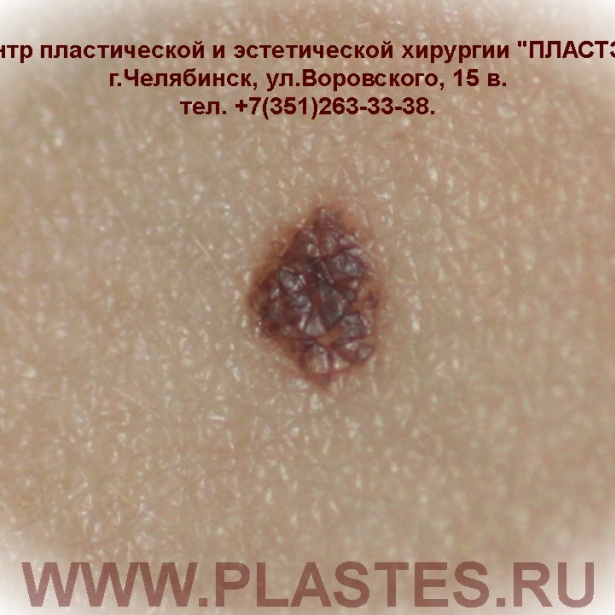 нтр пластической и эстетической хирургии "ПЛАСТЭ
г.Челябинск, ул.Воровского, 15 в.
тел. +7(351)263-33-38.
WWW.PLASTES.RU